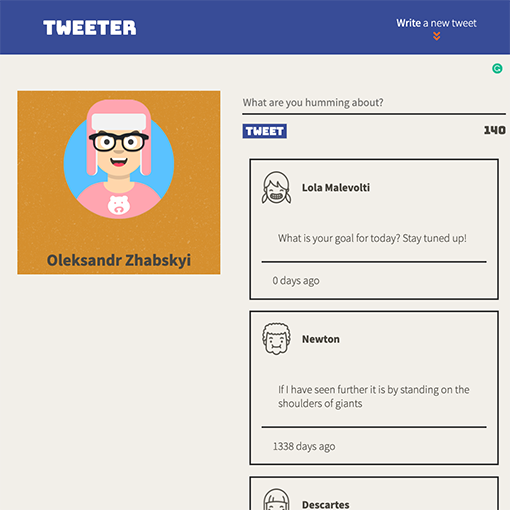 TWEETER
Write a new tweet
Oleksandr Zhabskyi
What are you humming about?
TWEET
140
Lola Malevolti
What is your goal for today? Stay tuned up!
0 days ago
Newton
If I have seen further it is by standing on the
shoulders of giants
1338 days ago
Descartes